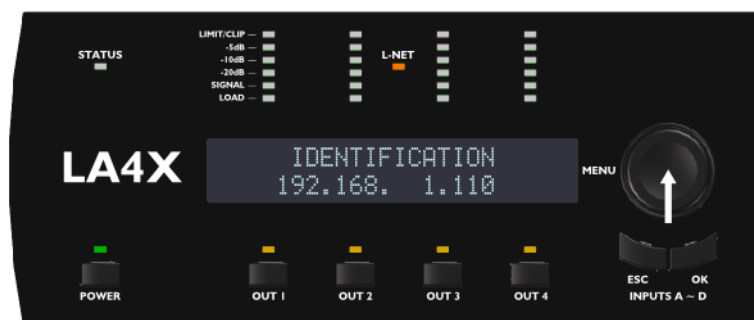 STATUS
LIMIT/CLIP
-5dB
-10dB
-20dB
SIGNAL
LOAD
L-NET
LA4X
IDENTIFICATION
192.168. 1.110
MENU
POWER
OUT 1
OUT 2
OUT 3
OUT 4
ESC
OK
INPUTS A ~ D